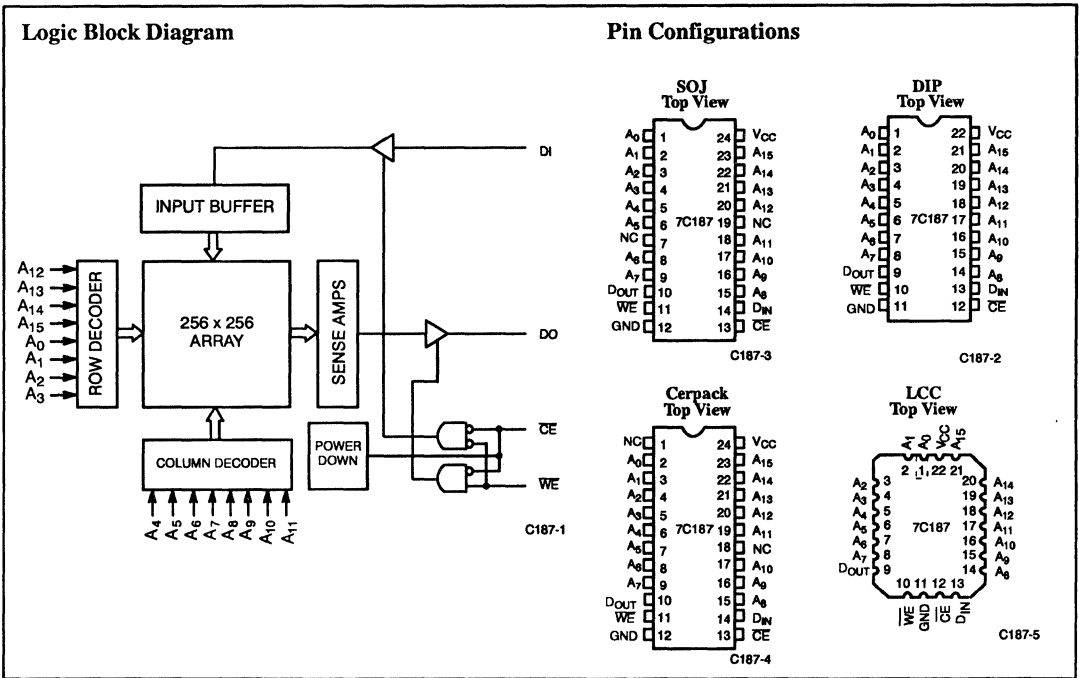 Logic Block Diagram
DI
INPUT BUFFER
A12
A13
A14
A15
A0
A1
A2
A3
ROW DECODER
256 x 256
ARRAY
SENSE AMPS
DO
COLUMN DECODER
POWER
DOWN
CE
WE
A4
A5
A6
A7
A8
A9
A10
A11
C187-1
Pin Configurations
SOJ
Top View
A0 1 24 VCC
A1 2 23 A15
A2 3 22 A14
A3 4 21 A13
A4 5 20 A12
A5 6 7C187 19 NC
NC 7 18 A11
A6 8 17 A10
A7 9 16 A9
DOUT 10 15 A8
WE 11 14 DIN
GND 12 13 CE
C187-3
DIP
Top View
A0 1 22 VCC
A1 2 21 A15
A2 3 20 A14
A3 4 19 A13
A4 5 18 A12
A5 6 7C187 17 A11
A6 7 16 A10
A7 8 15 A9
DOUT 9 14 A8
WE 10 13 DIN
GND 11 12 CE
C187-2
Cerpack
Top View
NC 1 24 VCC
A0 2 23 A15
A1 3 22 A14
A2 4 21 A13
A3 5 20 A12
A4 6 7C187 19 A11
A5 7 18 NC
A6 8 17 A10
A7 9 16 A9
DOUT 10 15 A8
WE 11 14 DIN
GND 12 13 CE
C187-4
LCC
Top View
A1 A0 VCC A15
2 1 22 21
A2 3 20 A14
A3 4 19 A13
A4 5 18 A12
A5 6 7C187 17 A11
A6 7 16 A10
A7 8 15 A9
DOUT 9 14 A8
10 11 12 13
WE GND CE DIN
C187-5